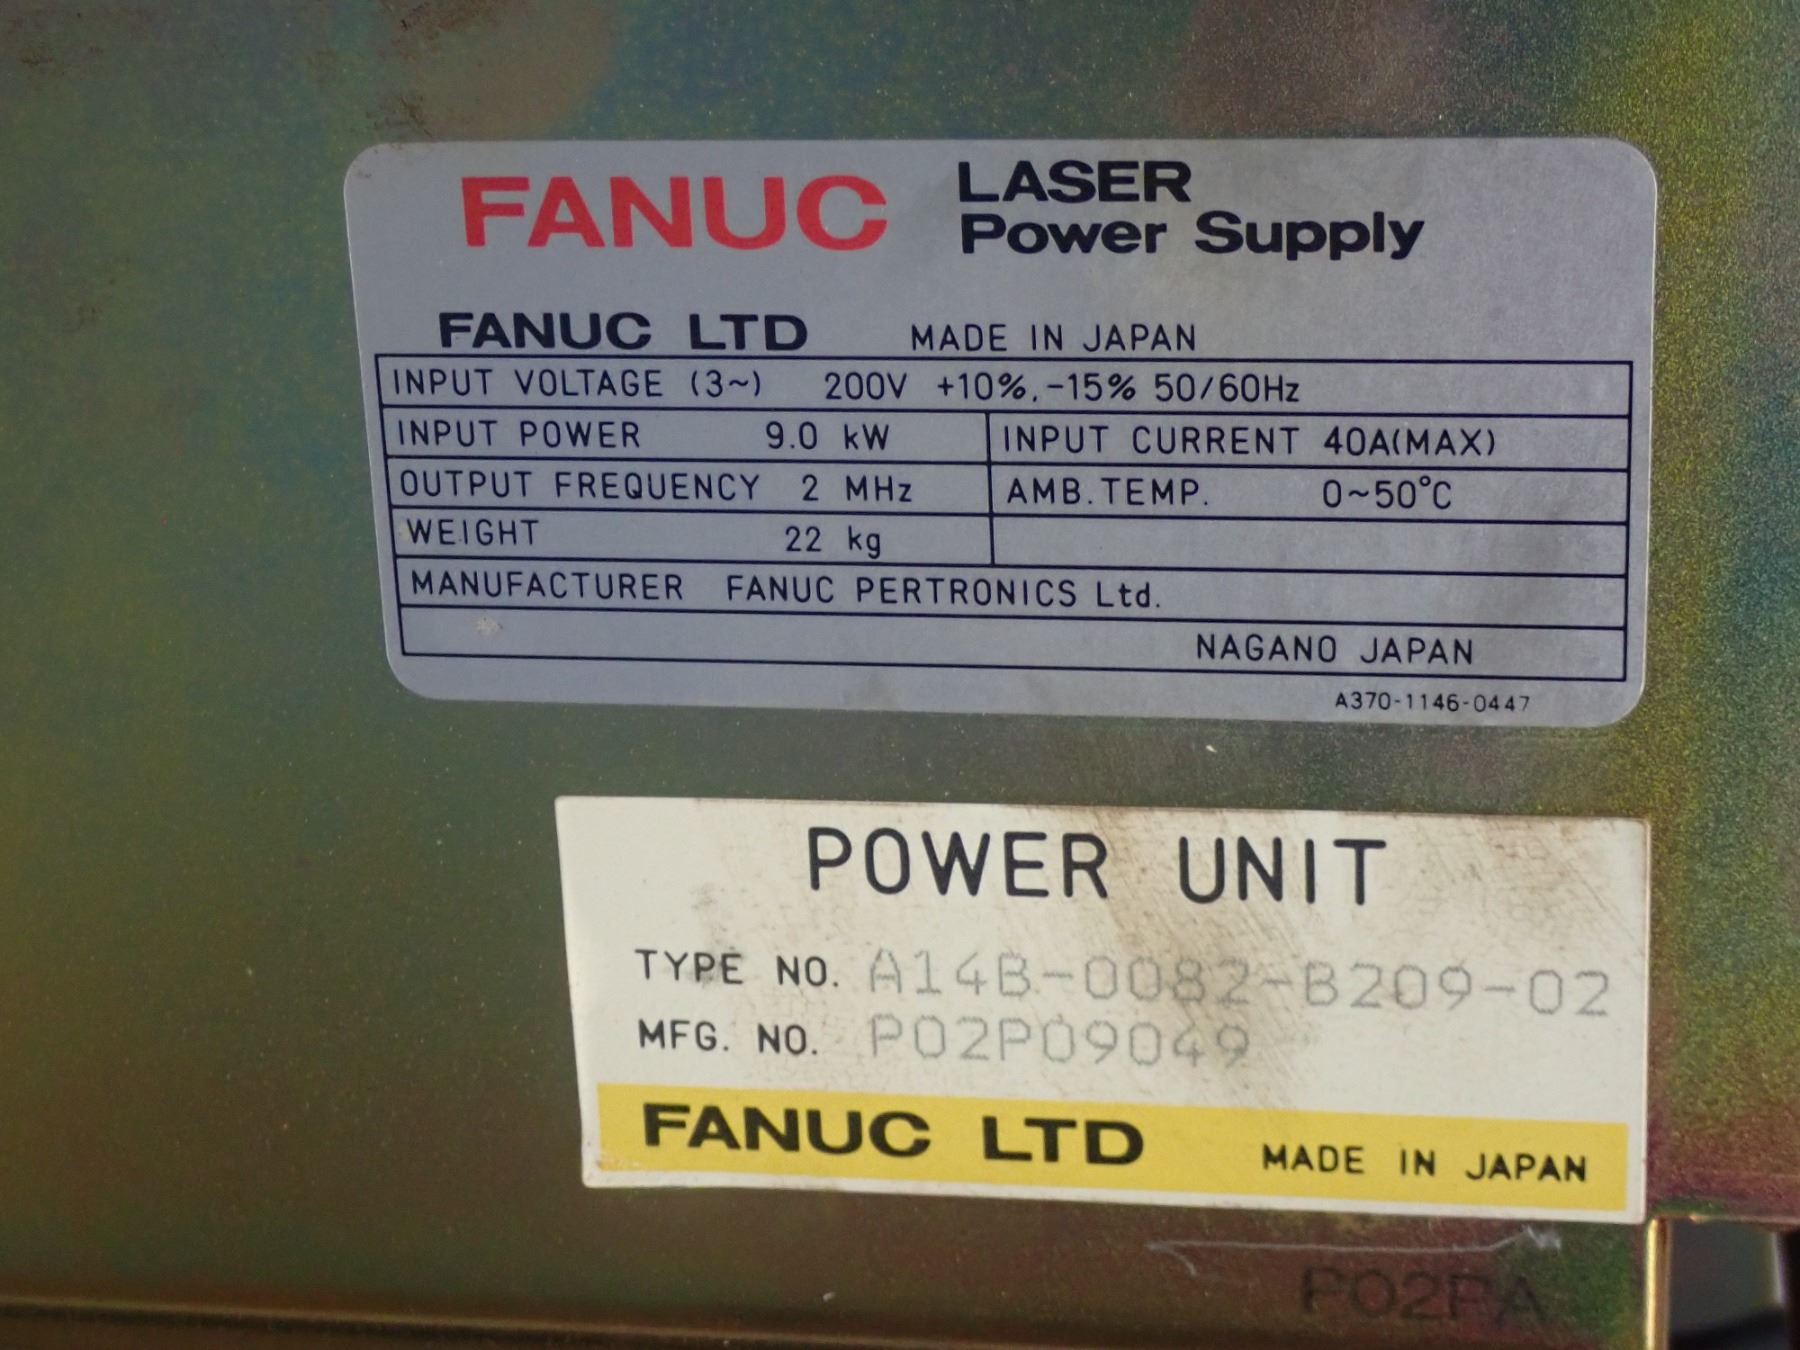 FANUC LASER
Power Supply
FANUC LTD MADE IN JAPAN
INPUT VOLTAGE (3~) 200V +10%, -15% 50/60Hz
INPUT POWER 9.0 kW INPUT CURRENT 40A(MAX)
OUTPUT FREQUENCY 2 MHz AMB. TEMP. 0~50°C
WEIGHT 22 kg
MANUFACTURER FANUC PERTRONICS Ltd.
NAGANO JAPAN
A370-1146-0447
POWER UNIT
TYPE NO. A14B-0082-B209-02
MFG. NO. P02P09049
FANUC LTD MADE IN JAPAN
P02PA